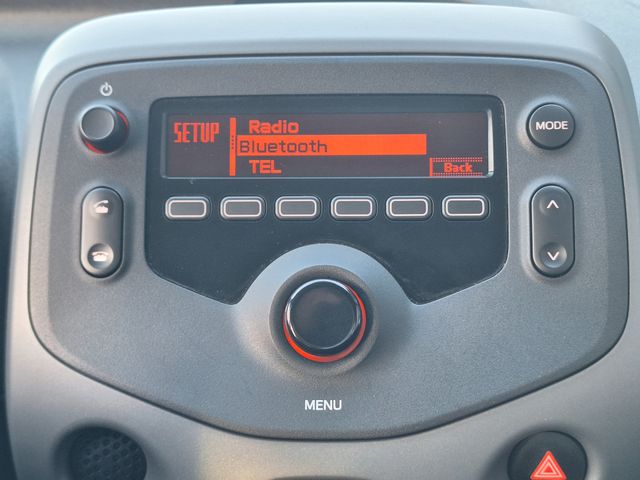 SETUP
Radio
Bluetooth
TEL
Back
MODE
MENU